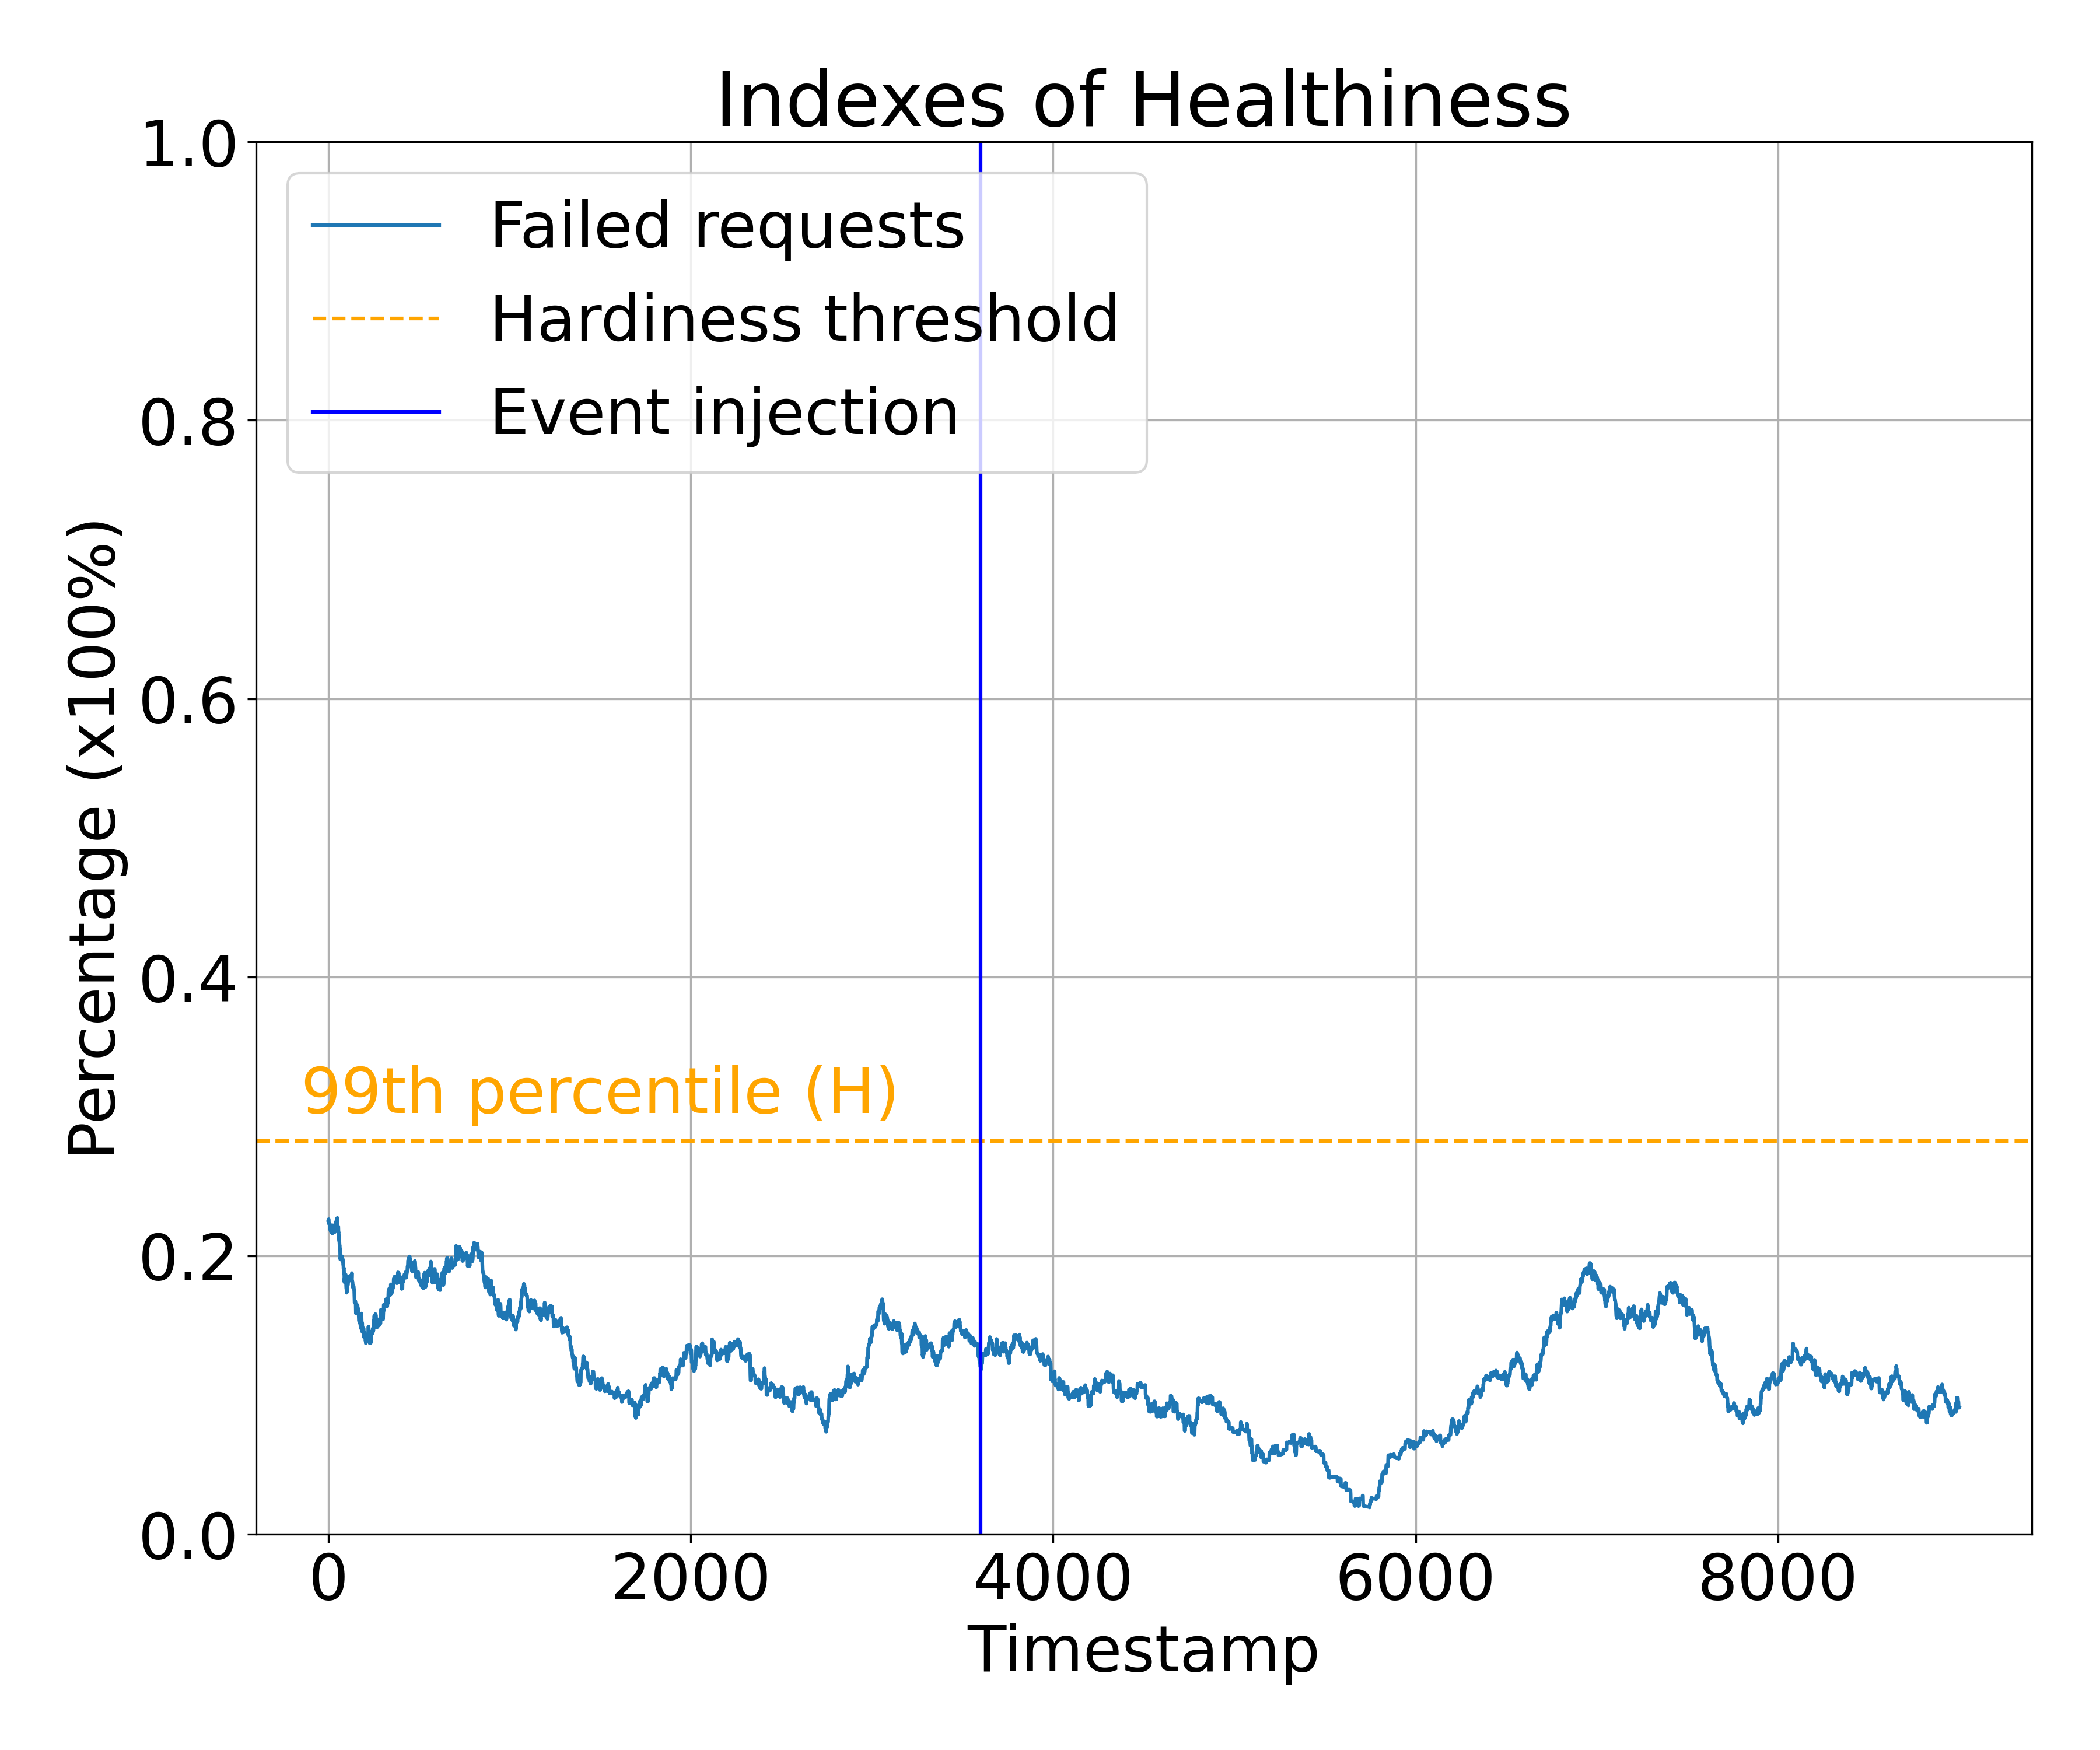 Indexes of Healthiness
1.0
0.8
0.6
0.4
0.2
0.0
Percentage (x100%)
Failed requests
Hardiness threshold
Event injection
99th percentile (H)
0 2000 4000 6000 8000
Timestamp